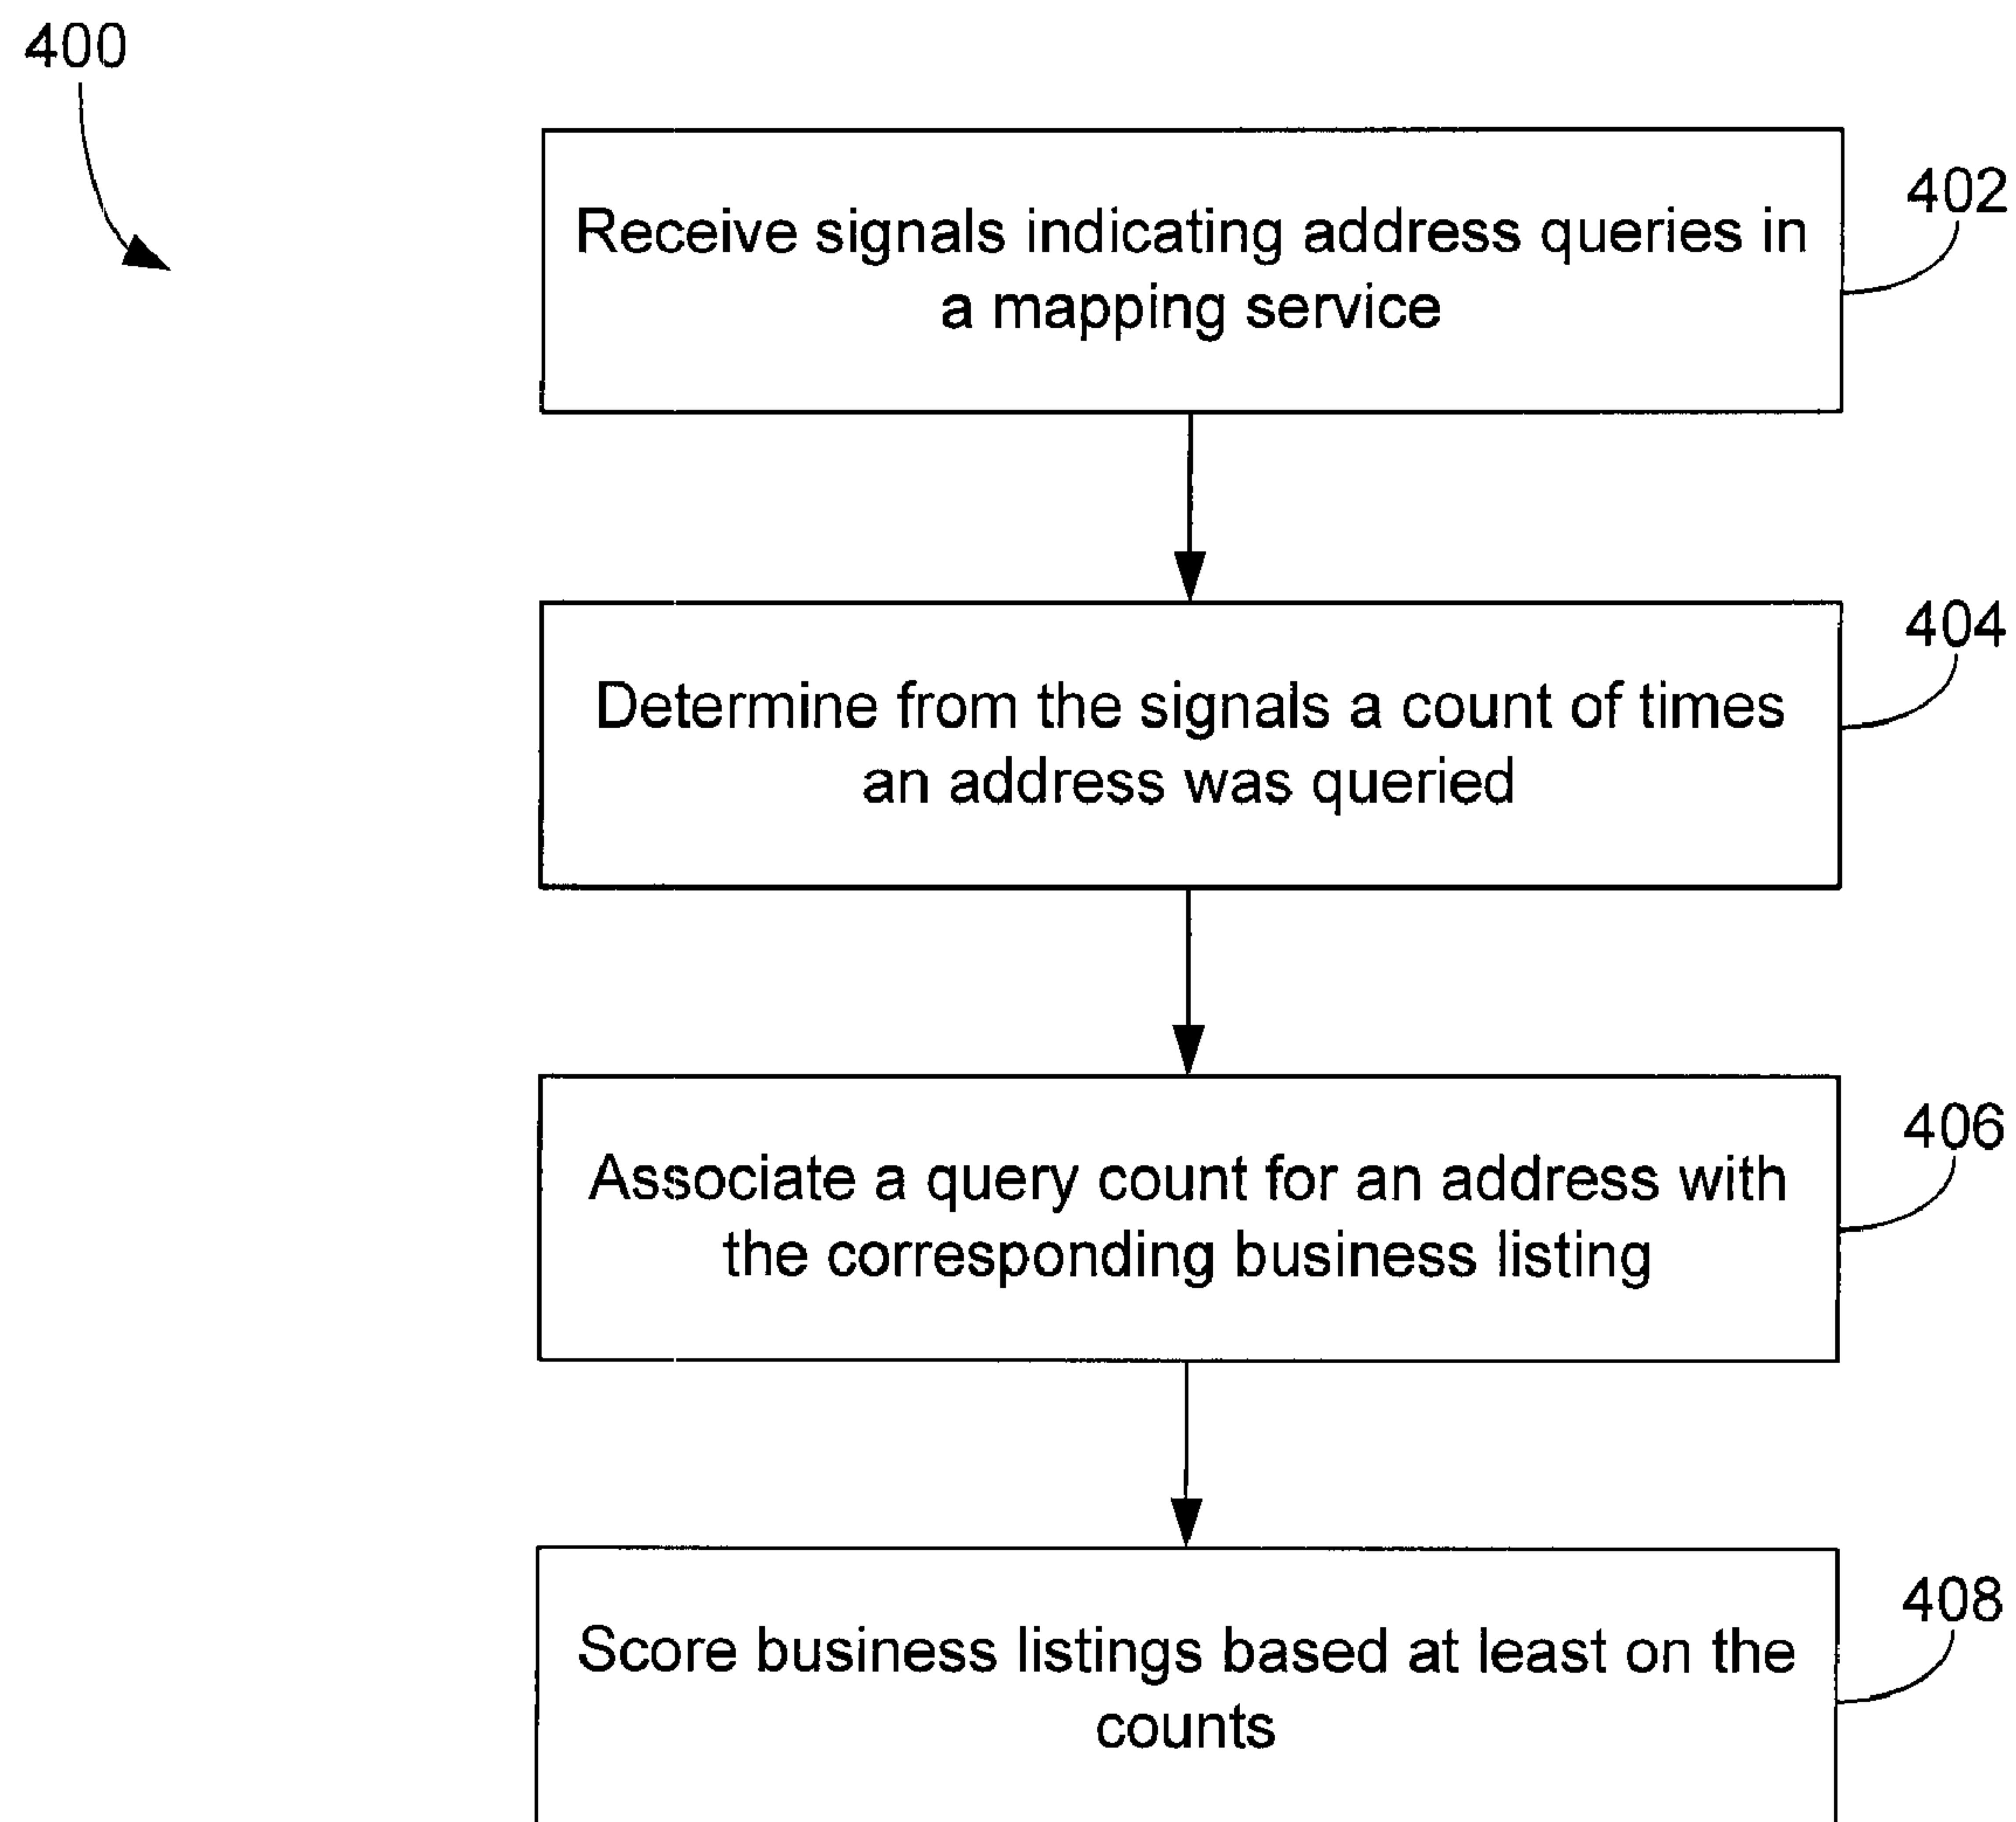 400
402
Receive signals indicating address queries in
a mapping service
404
Determine from the signals a count of times
an address was queried
406
Associate a query count for an address with
the corresponding business listing
408
Score business listings based at least on the
counts